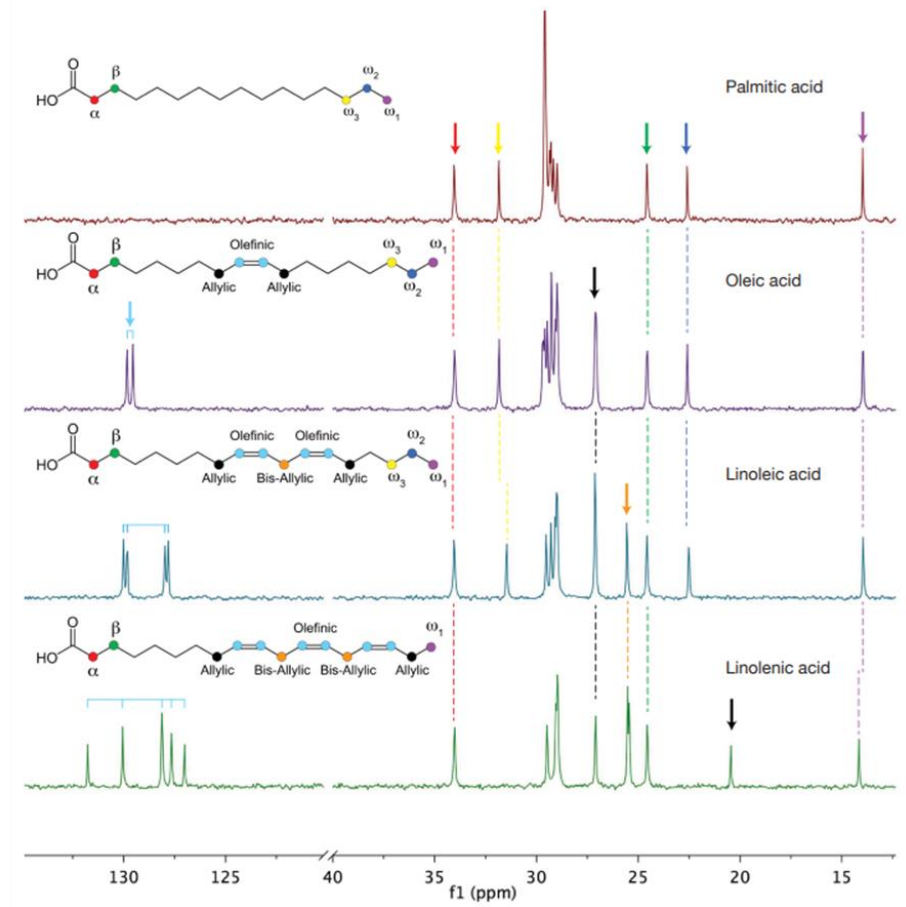 Palmitic acid
O
β
ω2
HO
α
ω3
ω1
Oleic acid
O
β
Olefinic
ω3
ω1
HO
α
Allylic
Allylic
ω2
Linoleic acid
O
β
Olefinic
Olefinic
ω2
HO
α
Allylic
Bis-Allylic
Allylic
ω3
ω1
Linolenic acid
O
β
Olefinic
ω1
HO
α
Allylic
Bis-Allylic
Bis-Allylic
Allylic
130 125 40 35 30 25 20 15
f1 (ppm)